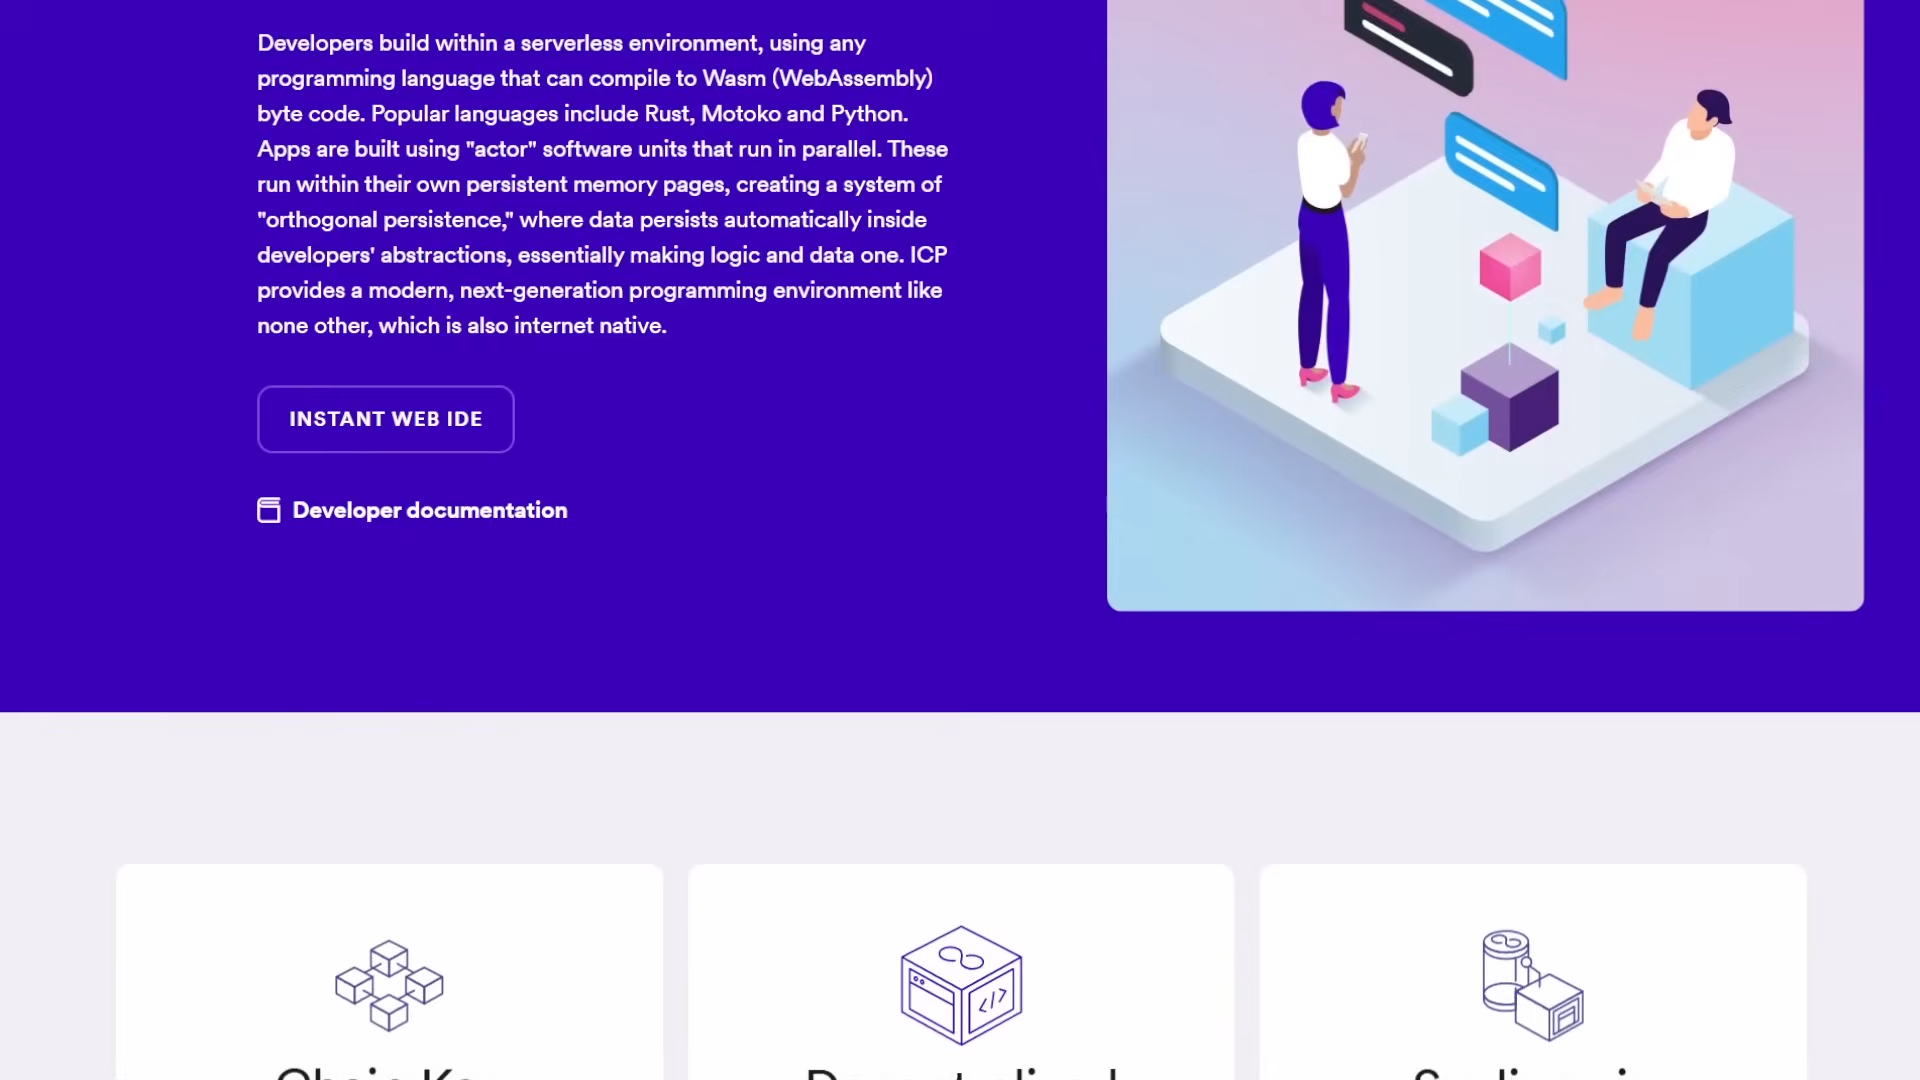 Developers build within a serverless environment, using any
programming language that can compile to Wasm (WebAssembly)
byte code. Popular languages include Rust, Motoko and Python.
Apps are built using "actor" software units that run in parallel. These
run within their own persistent memory pages, creating a system of
"orthogonal persistence," where data persists automatically inside
developers' abstractions, essentially making logic and data one. ICP
provides a modern, next-generation programming environment like
none other, which is also internet native.
INSTANT WEB IDE
Developer documentation